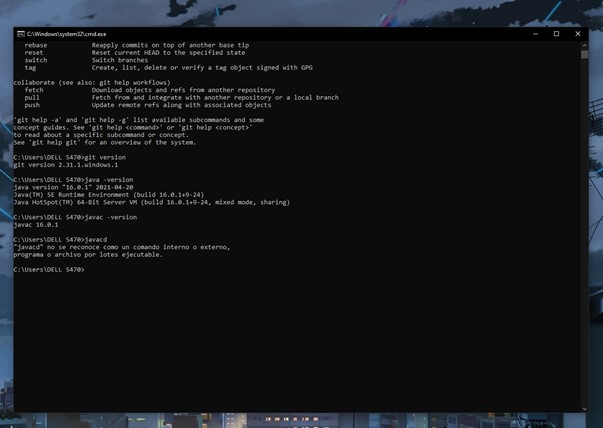 C:\Windows\system32\cmd.exe
rebase Reapply commits on top of another base tip
reset Reset current HEAD to the specified state
switch Switch branches
tag Create, list, delete or verify a tag object signed with GPG
collaborate (see also: git help workflows)
fetch Download objects and refs from another repository
pull Fetch from and integrate with another repository or a local branch
push Update remote refs along with associated objects
'git help -a' and 'git help -g' list available subcommands and some
concept guides. See 'git help <command>' or 'git help <concept>'
to read about a specific subcommand or concept.
See 'git help git' for an overview of the system.
C:\Users\DELL 5470>git version
git version 2.31.1.windows.1
C:\Users\DELL 5470>java -version
java version "16.0.1" 2021-04-20
Java(TM) SE Runtime Environment (build 16.0.1+9-24)
Java HotSpot(TM) 64-Bit Server VM (build 16.0.1+9-24, mixed mode, sharing)
C:\Users\DELL 5470>javac -version
javac 16.0.1
C:\Users\DELL 5470>javacd
"javacd" no se reconoce como un comando interno o externo,
programa o archivo por lotes ejecutable.
C:\Users\DELL 5470>